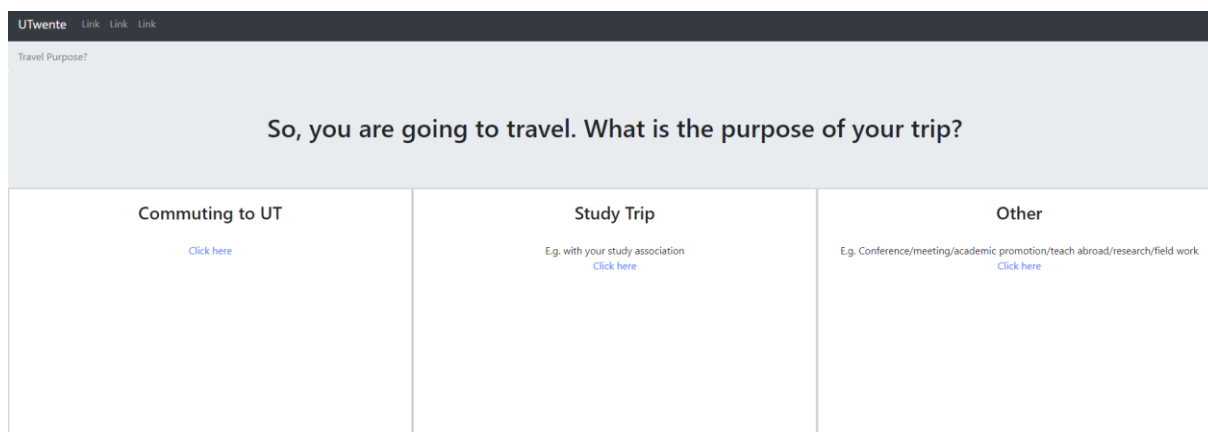 UTwente Link Link Link
Travel Purpose?
So, you are going to travel. What is the purpose of your trip?
Commuting to UT
Click here
Study Trip
E.g. with your study association
Click here
Other
E.g. Conference/meeting/academic promotion/teach abroad/research/field work
Click here